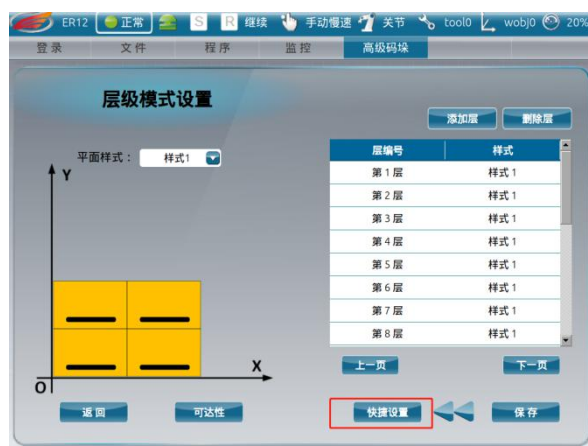 ER12 正常 S R 继续 手动慢速 关节 tool0 wobj0 20%
登录 文件 程序 监控 高级码垛
层级模式设置
添加层 删除层
平面样式： 样式1
层编号 样式
第1层 样式1
第2层 样式1
第3层 样式1
第4层 样式1
第5层 样式1
第6层 样式1
第7层 样式1
第8层 样式1
Y
X
O
上一页 下一页
返回 可达性 快捷设置 保存